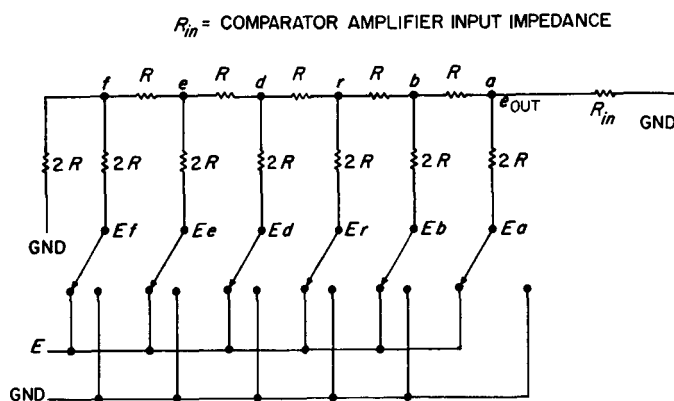 R_in = COMPARATOR AMPLIFIER INPUT IMPEDANCE
f R e R d R r R b R a
e_OUT R_in GND
2R 2R 2R 2R 2R 2R 2R
GND Ef Ee Ed Er Eb Ea
E
GND